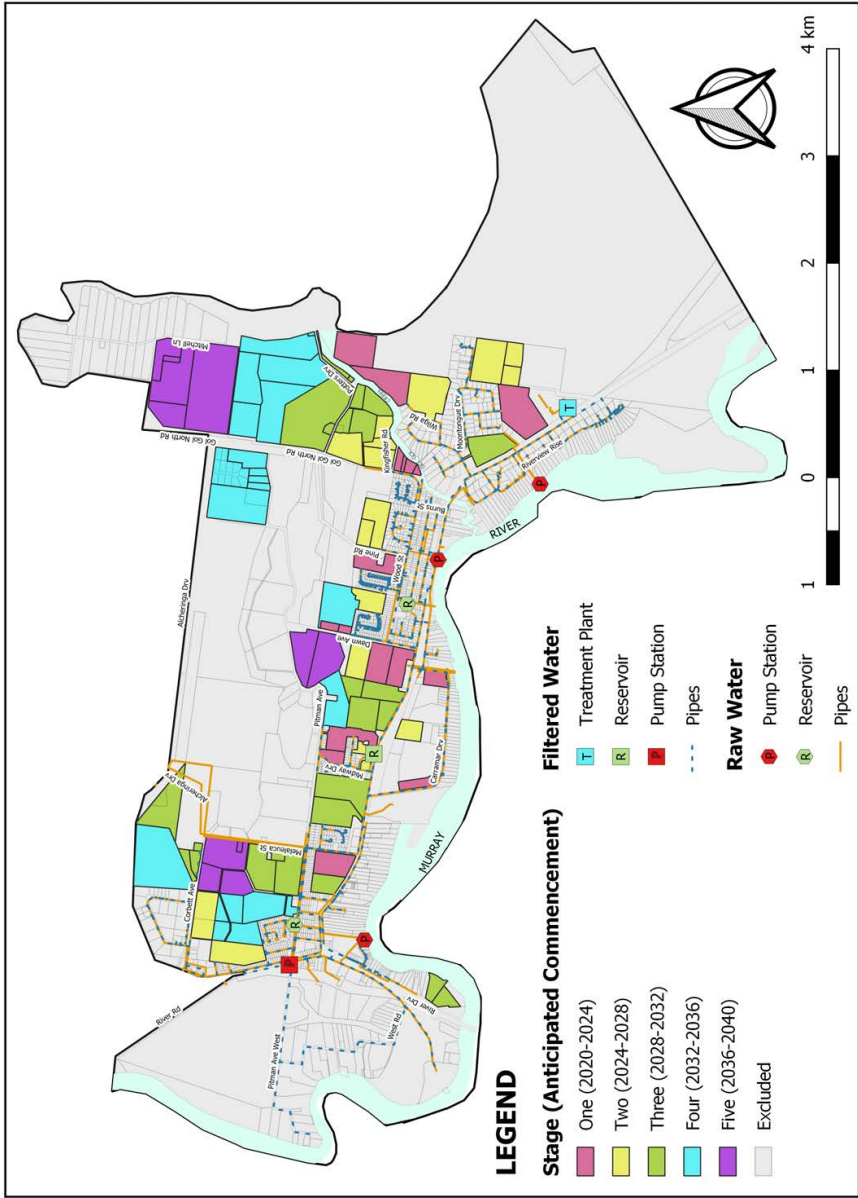 Mitchell Ln
Gol Gol North Rd
Alcheringa Drv
Potters Drv
Gol Gol North Rd
Kingfisher Rd
Wilga Rd
Moontongue Drv
Riverview Rise
Burns St
Pine Rd
Wood St
Dawn Ave
Pitman Ave
Midway Drv
Carramar Drv
Alcheringa Drv
Melaleuca St
Corbett Ave
River Rd
Pitman Ave West
West Rd
River Drv
MURRAY
RIVER
T
P
P
R
R
R
P
P
LEGEND
Stage (Anticipated Commencement)
One (2020-2024)
Two (2024-2028)
Three (2028-2032)
Four (2032-2036)
Five (2036-2040)
Excluded
Filtered Water
T Treatment Plant
R Reservoir
P Pump Station
Pipes
Raw Water
P Pump Station
R Reservoir
Pipes
1 0 1 2 3 4 km